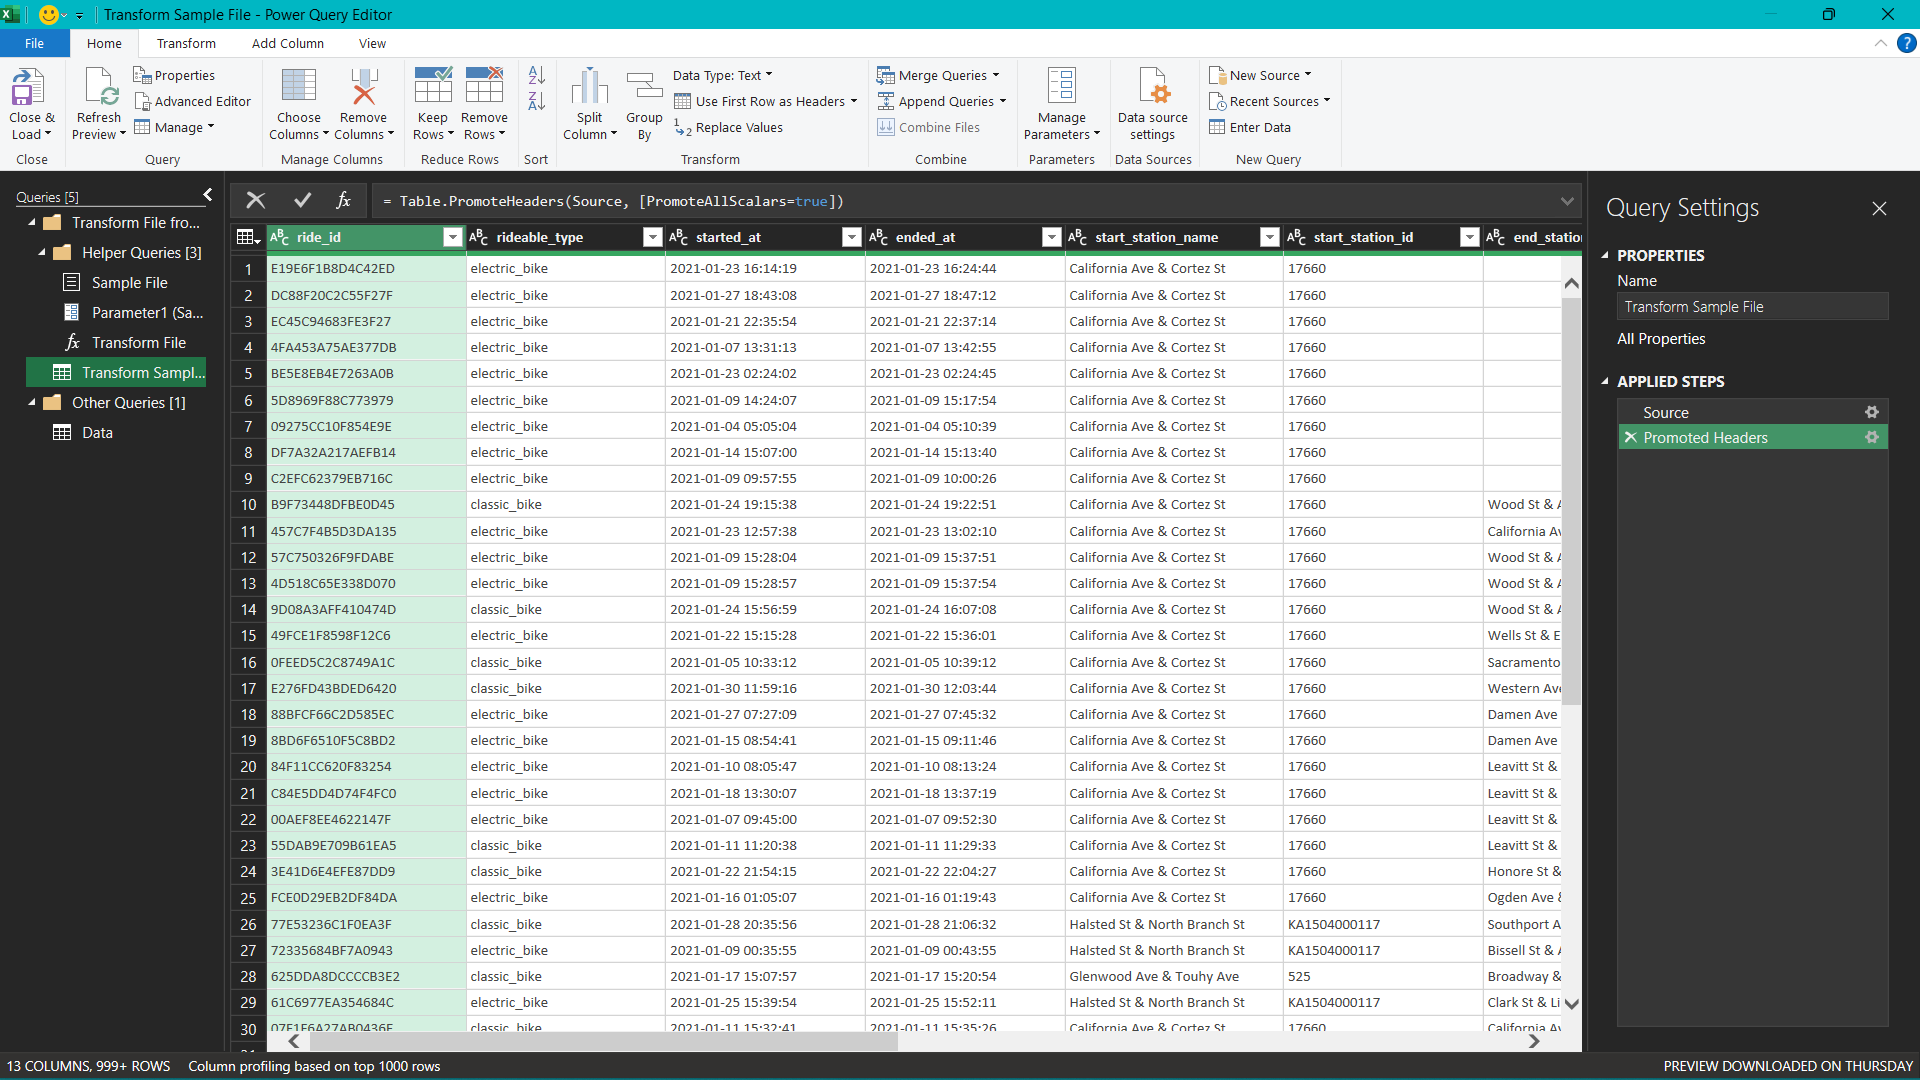 Transform Sample File - Power Query Editor
File Home Transform Add Column View
Close & Load
Close
Refresh Preview
Properties
Advanced Editor
Manage
Query
Choose Columns
Remove Columns
Manage Columns
Keep Rows
Remove Rows
Reduce Rows
Sort
Split Column
Group By
Data Type: Text
Use First Row as Headers
Replace Values
Transform
Merge Queries
Append Queries
Combine Files
Combine
Manage Parameters
Parameters
Data source settings
Data Sources
New Source
Recent Sources
Enter Data
New Query
Queries [5]
Transform File fro...
Helper Queries [3]
Sample File
Parameter1 (Sa...
Transform File
Transform Sampl...
Other Queries [1]
Data
= Table.PromoteHeaders(Source, [PromoteAllScalars=true])
ride_id rideable_type started_at ended_at start_station_name start_station_id end_station
1 E19E6F1B8D4C42ED electric_bike 2021-01-23 16:14:19 2021-01-23 16:24:44 California Ave & Cortez St 17660
2 DC88F20C2C55F27F electric_bike 2021-01-27 18:43:08 2021-01-27 18:47:12 California Ave & Cortez St 17660
3 EC45C94683FE3F27 electric_bike 2021-01-21 22:35:54 2021-01-21 22:37:14 California Ave & Cortez St 17660
4 4FA453A75AE377DB electric_bike 2021-01-07 13:31:13 2021-01-07 13:42:55 California Ave & Cortez St 17660
5 BE5E8EB4E7263A0B electric_bike 2021-01-23 02:24:02 2021-01-23 02:24:45 California Ave & Cortez St 17660
6 5D8969F88C773979 electric_bike 2021-01-09 14:24:07 2021-01-09 15:17:54 California Ave & Cortez St 17660
7 09275CC10F854E9E electric_bike 2021-01-04 05:05:04 2021-01-04 05:10:39 California Ave & Cortez St 17660
8 DF7A32A217AEFB14 electric_bike 2021-01-14 15:07:00 2021-01-14 15:13:40 California Ave & Cortez St 17660
9 C2EFC62379EB716C electric_bike 2021-01-09 09:57:55 2021-01-09 10:00:26 California Ave & Cortez St 17660
10 B9F73448DFBE0D45 classic_bike 2021-01-24 19:15:38 2021-01-24 19:22:51 California Ave & Cortez St 17660 Wood St & A
11 457C7F4B5D3DA135 electric_bike 2021-01-23 12:57:38 2021-01-23 13:02:10 California Ave & Cortez St 17660 California Av
12 57C750326F9FDABE electric_bike 2021-01-09 15:28:04 2021-01-09 15:37:51 California Ave & Cortez St 17660 Wood St & A
13 4D518C65E338D070 electric_bike 2021-01-09 15:28:57 2021-01-09 15:37:54 California Ave & Cortez St 17660 Wood St & A
14 9D08A3AFF410474D classic_bike 2021-01-24 15:56:59 2021-01-24 16:07:08 California Ave & Cortez St 17660 Wood St & A
15 49FCE1F8598F12C6 electric_bike 2021-01-22 15:15:28 2021-01-22 15:36:01 California Ave & Cortez St 17660 Wells St & E
16 0FEED5C2C8749A1C classic_bike 2021-01-05 10:33:12 2021-01-05 10:39:12 California Ave & Cortez St 17660 Sacramento
17 E276FD43BDED6420 classic_bike 2021-01-30 11:59:16 2021-01-30 12:03:44 California Ave & Cortez St 17660 Western Ave
18 88BFCF66C2D585EC electric_bike 2021-01-27 07:27:09 2021-01-27 07:45:32 California Ave & Cortez St 17660 Damen Ave
19 8BD6F6510F5C8BD2 electric_bike 2021-01-15 08:54:41 2021-01-15 09:11:46 California Ave & Cortez St 17660 Damen Ave
20 84F11CC620F83254 electric_bike 2021-01-10 08:05:47 2021-01-10 08:13:24 California Ave & Cortez St 17660 Leavitt St &
21 C84E5DD4D74F4FC0 electric_bike 2021-01-18 13:30:07 2021-01-18 13:37:19 California Ave & Cortez St 17660 Leavitt St &
22 00AEF8EE4622147F electric_bike 2021-01-07 09:45:00 2021-01-07 09:52:30 California Ave & Cortez St 17660 Leavitt St &
23 55DAB9E709B61EA5 classic_bike 2021-01-11 11:20:38 2021-01-11 11:29:33 California Ave & Cortez St 17660 Leavitt St &
24 3E41D6E4EFE87DD9 classic_bike 2021-01-22 21:54:15 2021-01-22 22:04:27 California Ave & Cortez St 17660 Honore St &
25 FCE0D29EB2DF84DA electric_bike 2021-01-16 01:05:07 2021-01-16 01:19:43 California Ave & Cortez St 17660 Ogden Ave &
26 77E53236C1F0EA3F classic_bike 2021-01-28 20:35:56 2021-01-28 21:06:32 Halsted St & North Branch St KA1504000117 Southport A
27 72335684BF7A0943 electric_bike 2021-01-09 00:35:55 2021-01-09 00:43:55 Halsted St & North Branch St KA1504000117 Bissell St & A
28 625DDA8DCCCCB3E2 classic_bike 2021-01-17 15:07:57 2021-01-17 15:20:54 Glenwood Ave & Touhy Ave 525 Broadway &
29 61C6977EA354684C electric_bike 2021-01-25 15:39:54 2021-01-25 15:52:11 Halsted St & North Branch St KA1504000117 Clark St & Li
30 07F1F6A27AB0436F classic_bike 2021-01-11 15:32:41 2021-01-11 15:35:26 California Ave & Cortez St 17660 California Av
Query Settings
PROPERTIES
Name
Transform Sample File
All Properties
APPLIED STEPS
Source
Promoted Headers
13 COLUMNS, 999+ ROWS Column profiling based on top 1000 rows PREVIEW DOWNLOADED ON THURSDAY